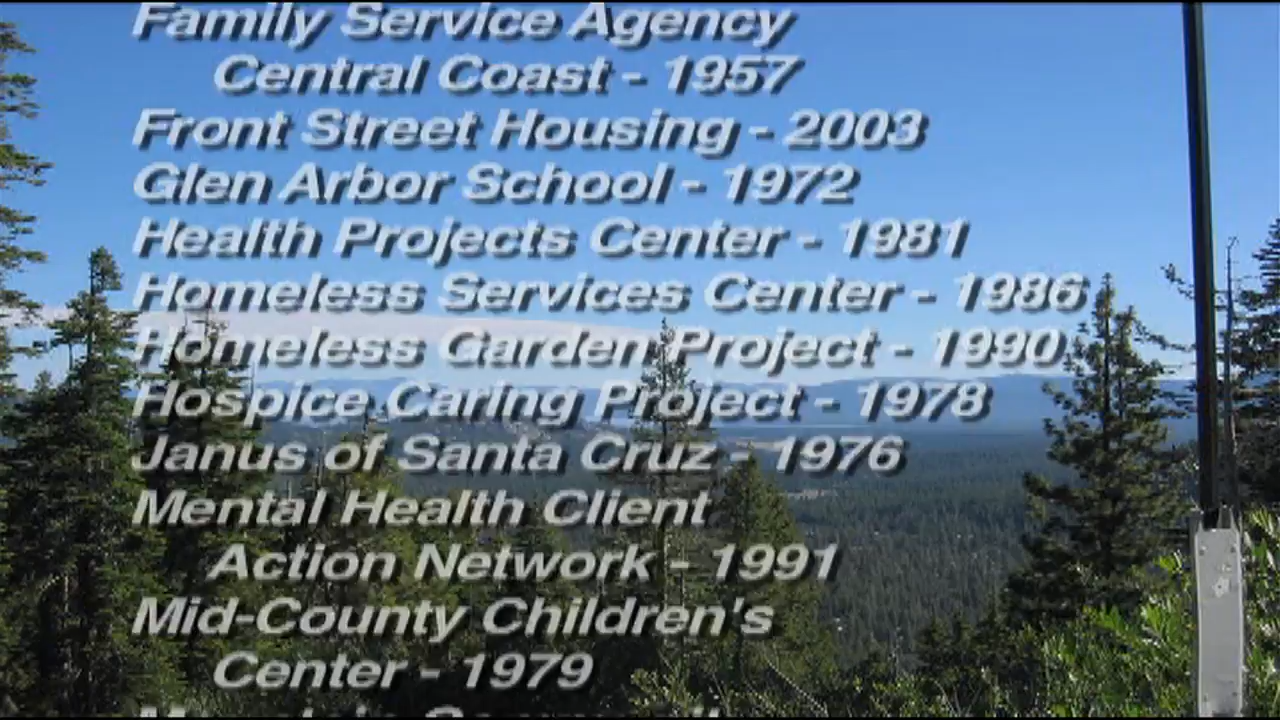 Family Service Agency
Central Coast - 1957
Front Street Housing - 2003
Glen Arbor School - 1972
Health Projects Center - 1981
Homeless Services Center - 1986
Homeless Garden Project - 1990
Hospice Caring Project - 1978
Janus of Santa Cruz - 1976
Mental Health Client
Action Network - 1991
Mid-County Children's
Center - 1979